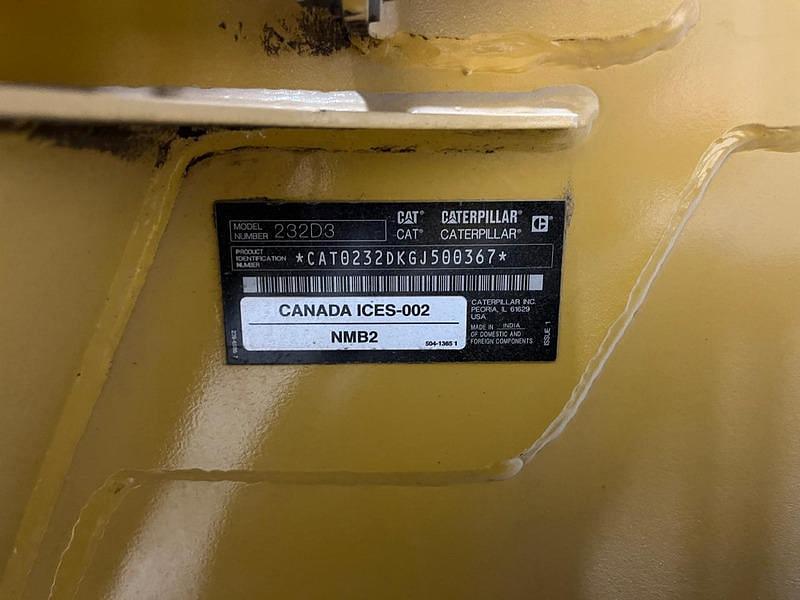 MODEL NUMBER 232D3
CAT® CATERPILLAR®
CAT® CATERPILLAR®
PRODUCT IDENTIFICATION NUMBER *CAT0232DKGJ500367*
CANADA ICES-002
NMB2
504-1365 1
CATERPILLAR INC.
PEORIA, IL 61629
USA
MADE IN INDIA
OF DOMESTIC AND
FOREIGN COMPONENTS
ISSUE 1